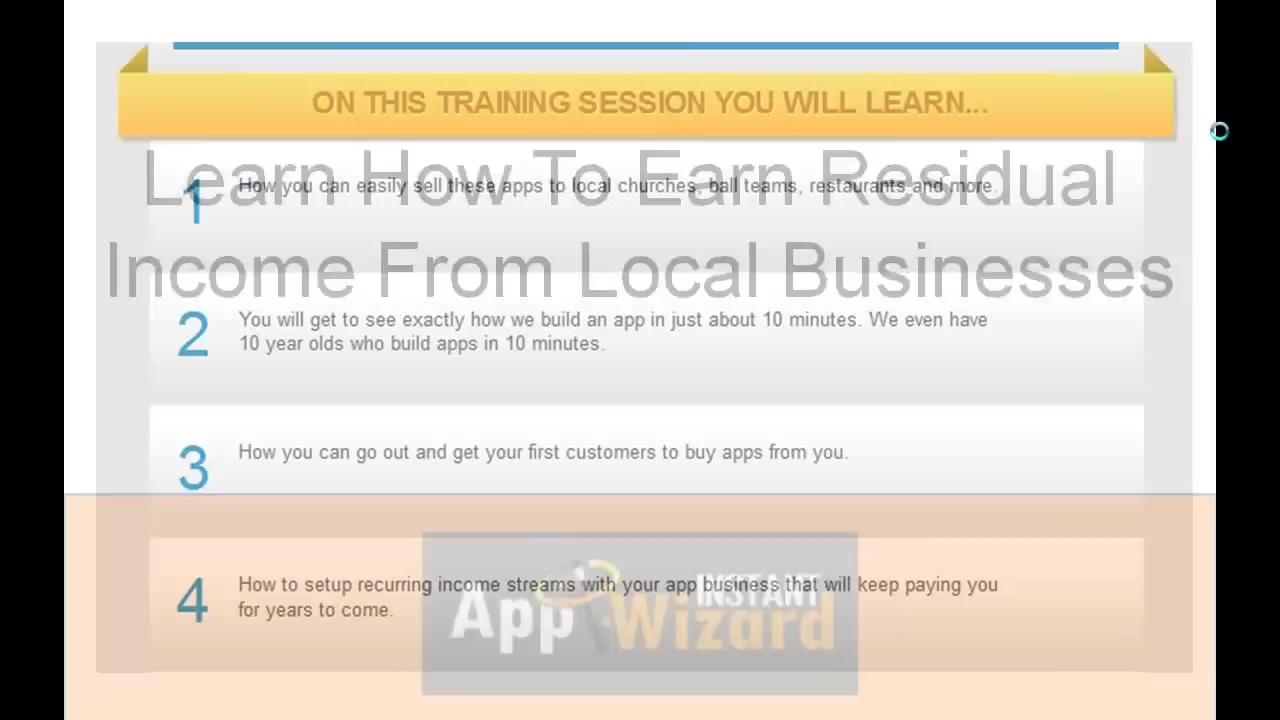 ON THIS TRAINING SESSION YOU WILL LEARN...
Learn How To Earn Residual
1 How you can easily sell these apps to local churches, ball teams, restaurants and more.
Income From Local Businesses
2 You will get to see exactly how we build an app in just about 10 minutes. We even have
10 year olds who build apps in 10 minutes.
3 How you can go out and get your first customers to buy apps from you.
4 How to setup recurring income streams with your app business that will keep paying you
for years to come.
INSTANT
App Wizard